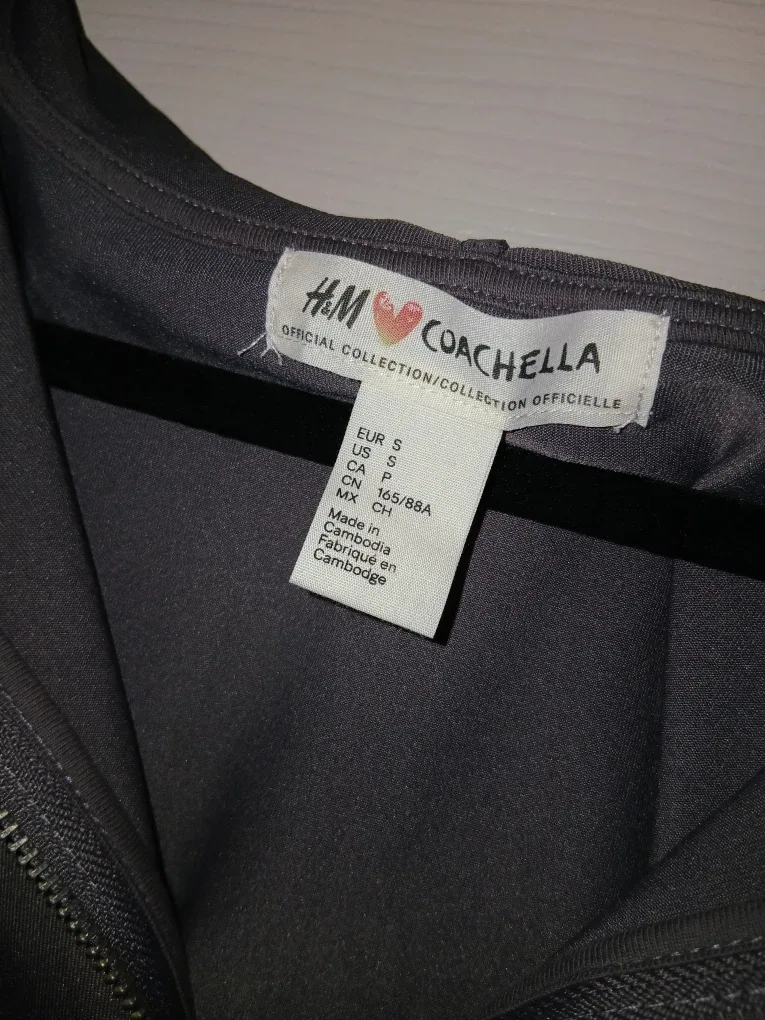 H&M COACHELLA
OFFICIAL COLLECTION/COLLECTION OFFICIELLE
EUR S
US S
CA P
CN 165/88A
MX CH
Made in
Cambodia
Fabriqué en
Cambodge